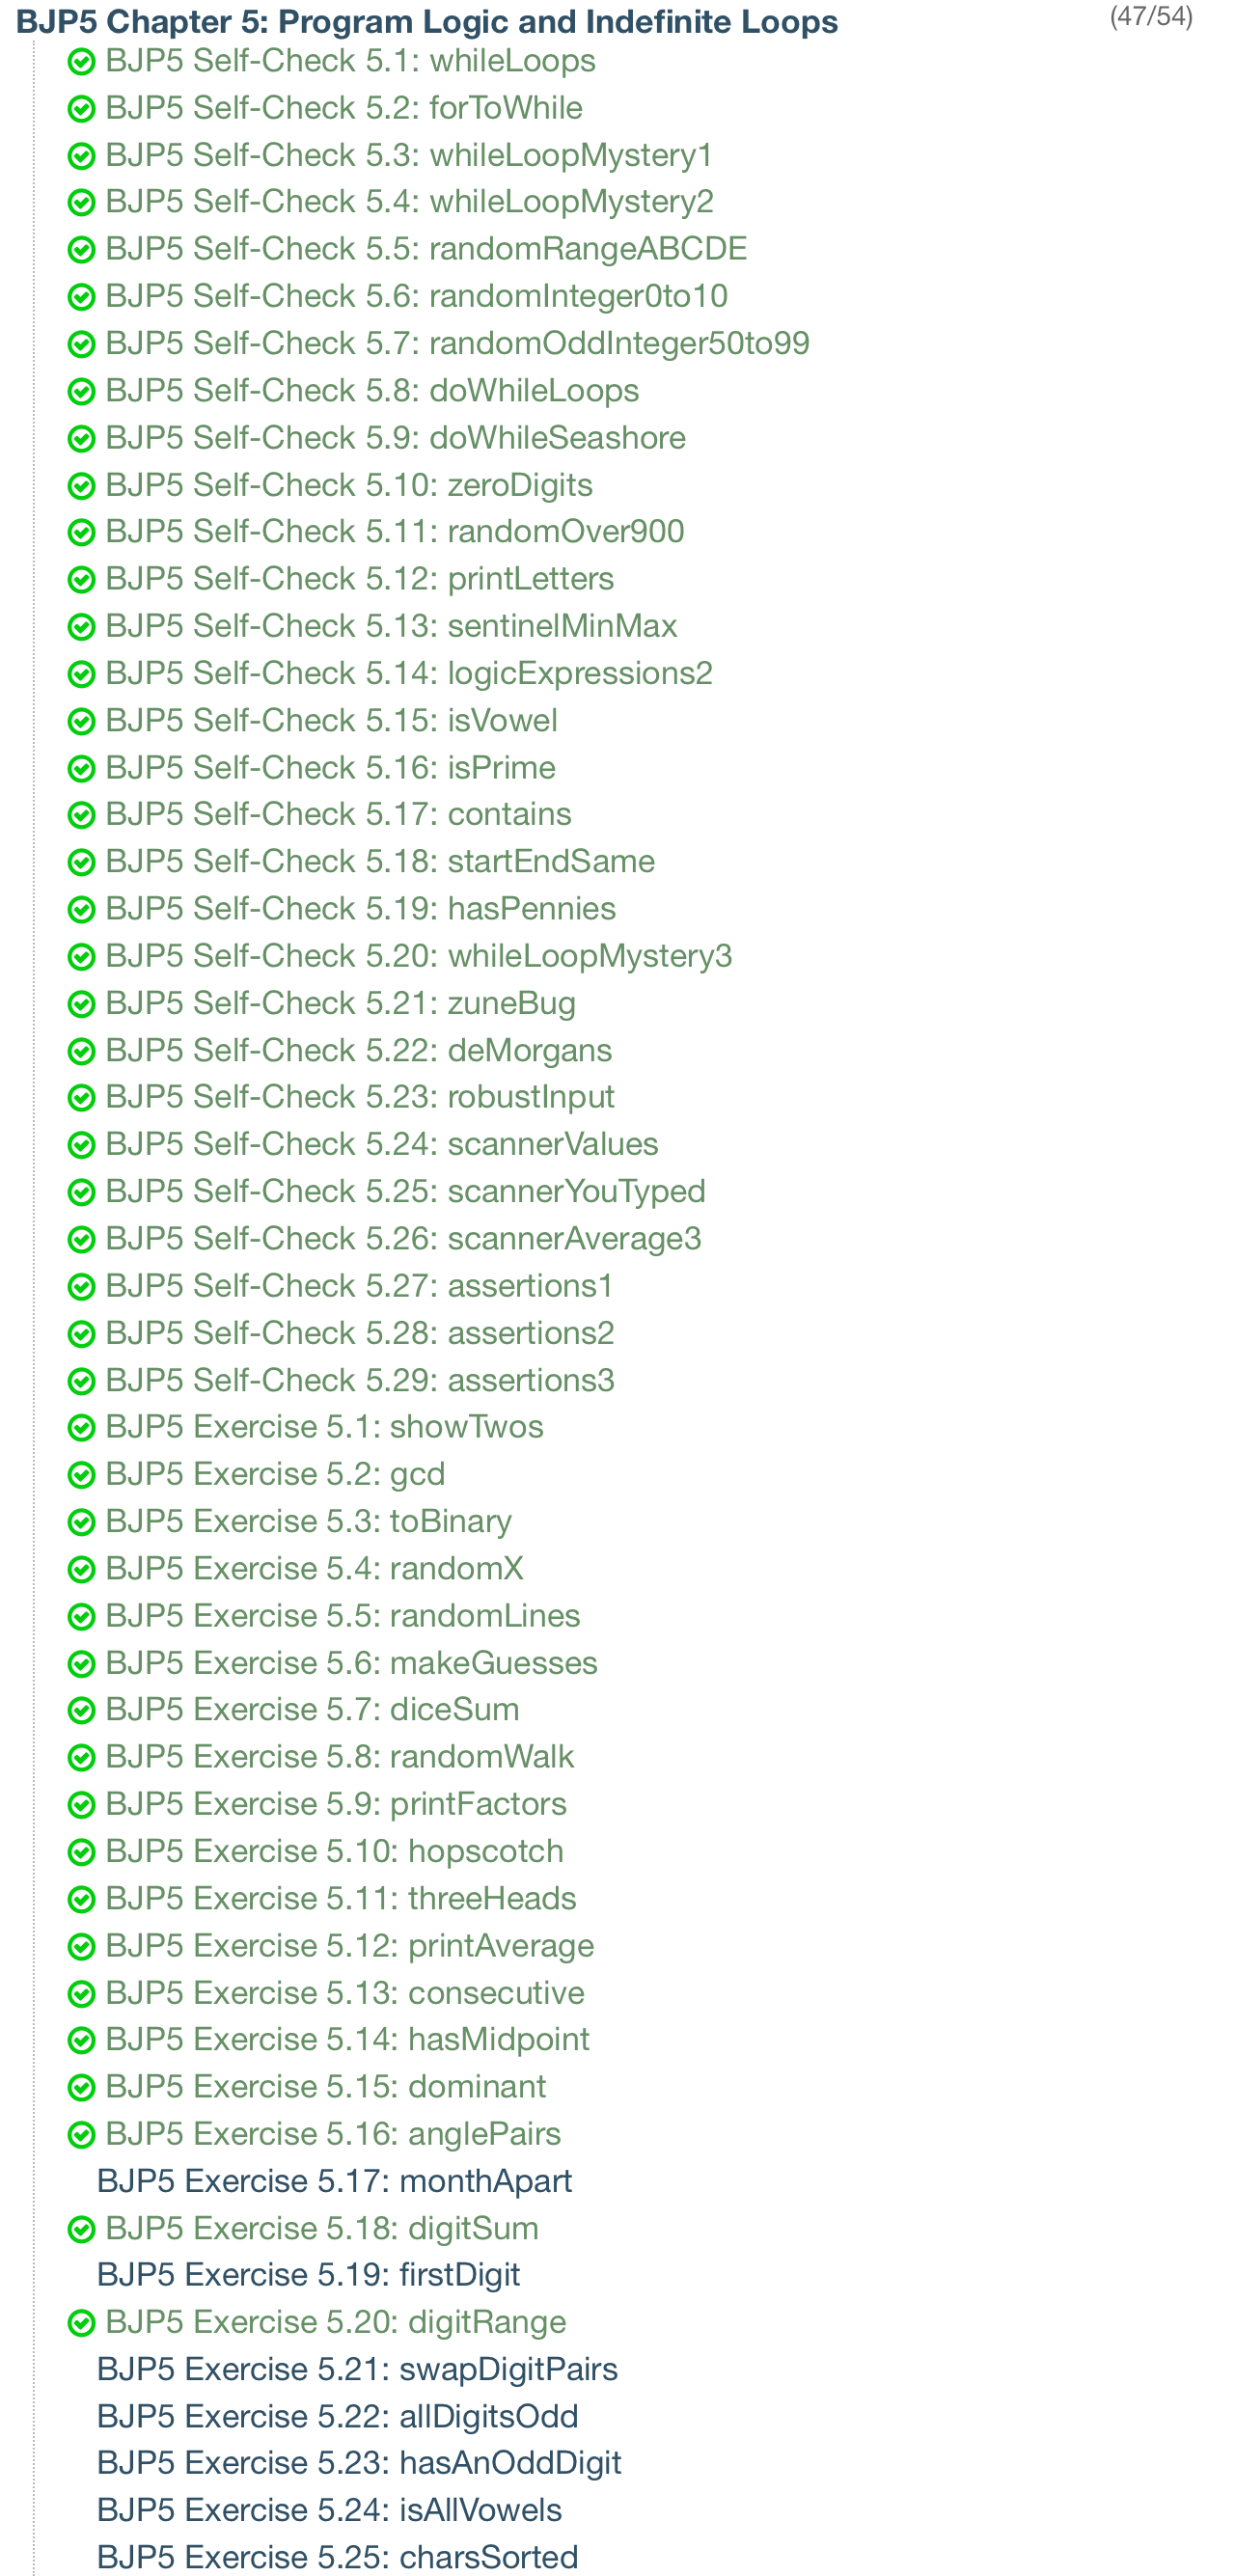 BJP5 Chapter 5: Program Logic and Indefinite Loops (47/54)
BJP5 Self-Check 5.1: whileLoops
BJP5 Self-Check 5.2: forToWhile
BJP5 Self-Check 5.3: whileLoopMystery1
BJP5 Self-Check 5.4: whileLoopMystery2
BJP5 Self-Check 5.5: randomRangeABCDE
BJP5 Self-Check 5.6: randomInteger0to10
BJP5 Self-Check 5.7: randomOddInteger50to99
BJP5 Self-Check 5.8: doWhileLoops
BJP5 Self-Check 5.9: doWhileSeashore
BJP5 Self-Check 5.10: zeroDigits
BJP5 Self-Check 5.11: randomOver900
BJP5 Self-Check 5.12: printLetters
BJP5 Self-Check 5.13: sentinelMinMax
BJP5 Self-Check 5.14: logicExpressions2
BJP5 Self-Check 5.15: isVowel
BJP5 Self-Check 5.16: isPrime
BJP5 Self-Check 5.17: contains
BJP5 Self-Check 5.18: startEndSame
BJP5 Self-Check 5.19: hasPennies
BJP5 Self-Check 5.20: whileLoopMystery3
BJP5 Self-Check 5.21: zuneBug
BJP5 Self-Check 5.22: deMorgans
BJP5 Self-Check 5.23: robustInput
BJP5 Self-Check 5.24: scannerValues
BJP5 Self-Check 5.25: scannerYouTyped
BJP5 Self-Check 5.26: scannerAverage3
BJP5 Self-Check 5.27: assertions1
BJP5 Self-Check 5.28: assertions2
BJP5 Self-Check 5.29: assertions3
BJP5 Exercise 5.1: showTwos
BJP5 Exercise 5.2: gcd
BJP5 Exercise 5.3: toBinary
BJP5 Exercise 5.4: randomX
BJP5 Exercise 5.5: randomLines
BJP5 Exercise 5.6: makeGuesses
BJP5 Exercise 5.7: diceSum
BJP5 Exercise 5.8: randomWalk
BJP5 Exercise 5.9: printFactors
BJP5 Exercise 5.10: hopscotch
BJP5 Exercise 5.11: threeHeads
BJP5 Exercise 5.12: printAverage
BJP5 Exercise 5.13: consecutive
BJP5 Exercise 5.14: hasMidpoint
BJP5 Exercise 5.15: dominant
BJP5 Exercise 5.16: anglePairs
BJP5 Exercise 5.17: monthApart
BJP5 Exercise 5.18: digitSum
BJP5 Exercise 5.19: firstDigit
BJP5 Exercise 5.20: digitRange
BJP5 Exercise 5.21: swapDigitPairs
BJP5 Exercise 5.22: allDigitsOdd
BJP5 Exercise 5.23: hasAnOddDigit
BJP5 Exercise 5.24: isAllVowels
BJP5 Exercise 5.25: charsSorted